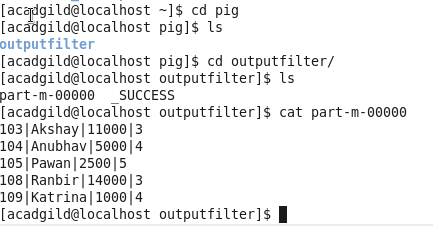 [acadgild@localhost ~]$ cd pig
[acadgild@localhost pig]$ ls
outputfilter
[acadgild@localhost pig]$ cd outputfilter/
[acadgild@localhost outputfilter]$ ls
part-m-00000  _SUCCESS
[acadgild@localhost outputfilter]$ cat part-m-00000
103|Akshay|11000|3
104|Anubhav|5000|4
105|Pawan|2500|5
108|Ranbir|14000|3
109|Katrina|1000|4
[acadgild@localhost outputfilter]$